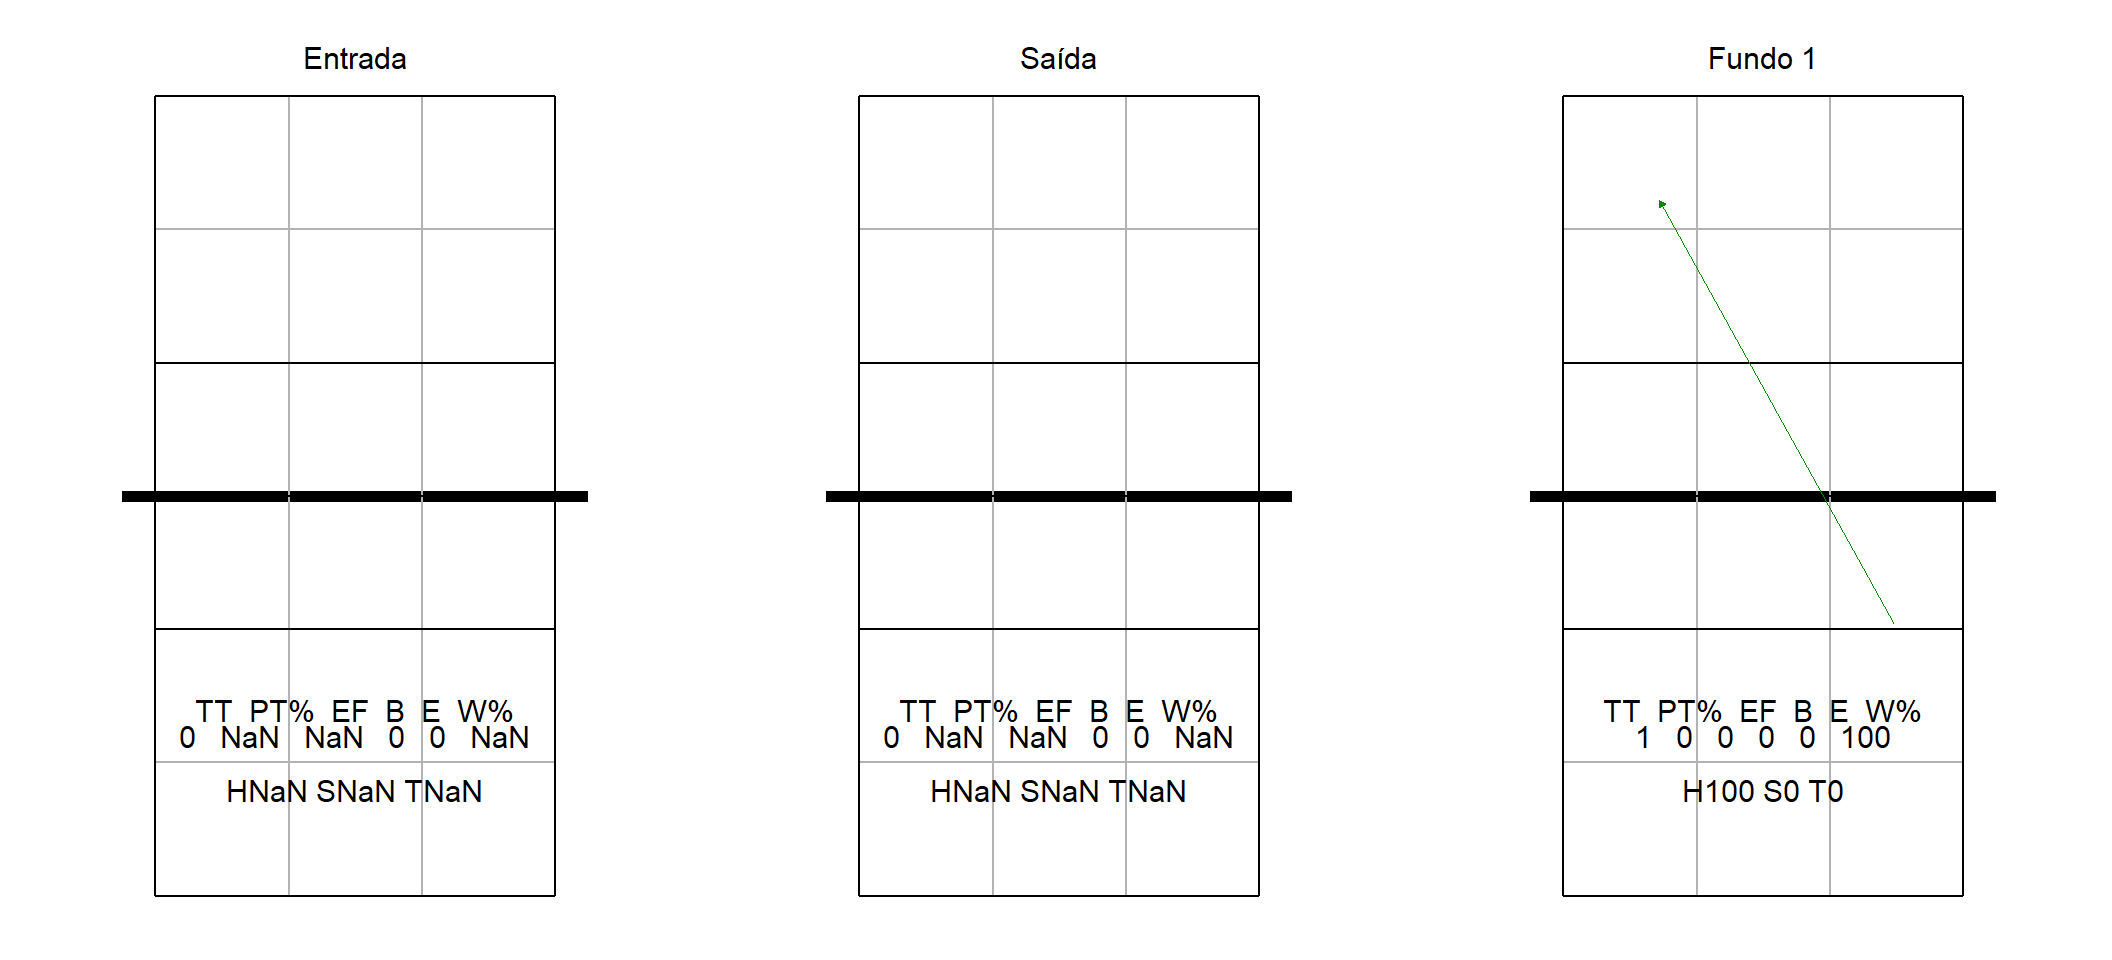 Entrada
TT PT% EF B E W%
0 NaN NaN 0 0 NaN
HNaN SNaN TNaN
Saída
TT PT% EF B E W%
0 NaN NaN 0 0 NaN
HNaN SNaN TNaN
Fundo 1
TT PT% EF B E W%
1 0 0 0 0 100
H100 S0 T0